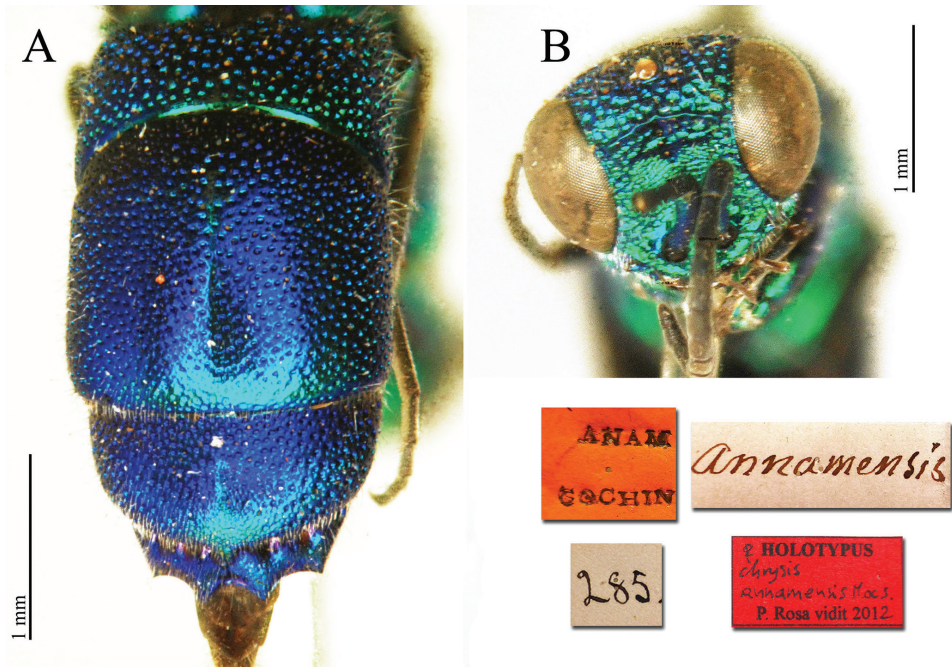 A
B
1 mm
1 mm
ANAM
COCHIN
Annamensis
285.
♀ HOLOTYPUS
Chrysis
Annamensis Mocs.
P. Rosa vidit 2012